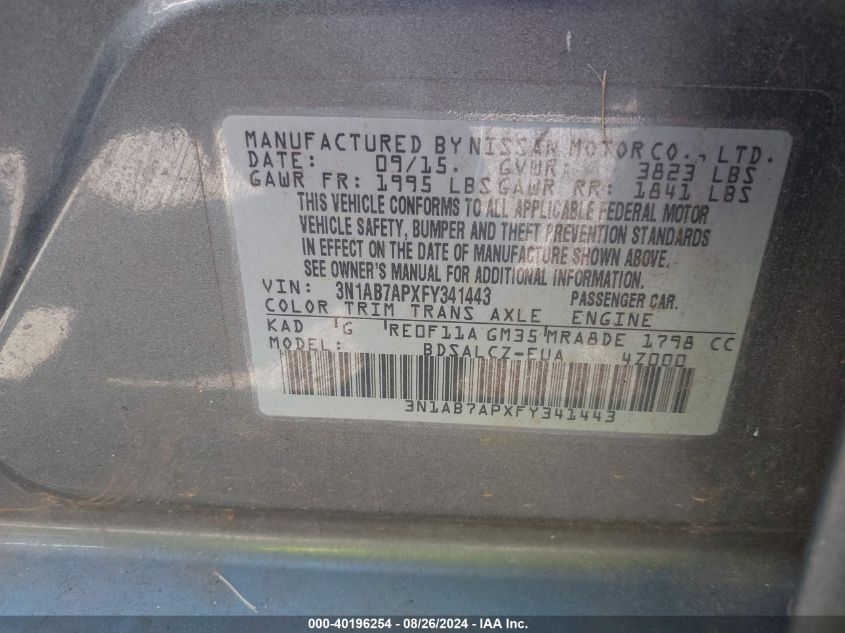 MANUFACTURED BY NISSAN MOTOR CO., LTD.
DATE: 09/15. GVWR: 3823 LBS
GAWR FR: 1995 LBS GAWR RR: 1841 LBS
THIS VEHICLE CONFORMS TO ALL APPLICABLE FEDERAL MOTOR
VEHICLE SAFETY, BUMPER AND THEFT PREVENTION STANDARDS
IN EFFECT ON THE DATE OF MANUFACTURE SHOWN ABOVE.
SEE OWNER'S MANUAL FOR ADDITIONAL INFORMATION.
VIN: 3N1AB7APXFY341443 PASSENGER CAR.
COLOR TRIM TRANS AXLE ENGINE
KAD G RE0F11A GM35 MRA8DE 1798 CC
MODEL: BDSALCZ-EUA 4Z000
3N1AB7APXFY341443
000-40196254 - 08/26/2024 - IAA Inc.